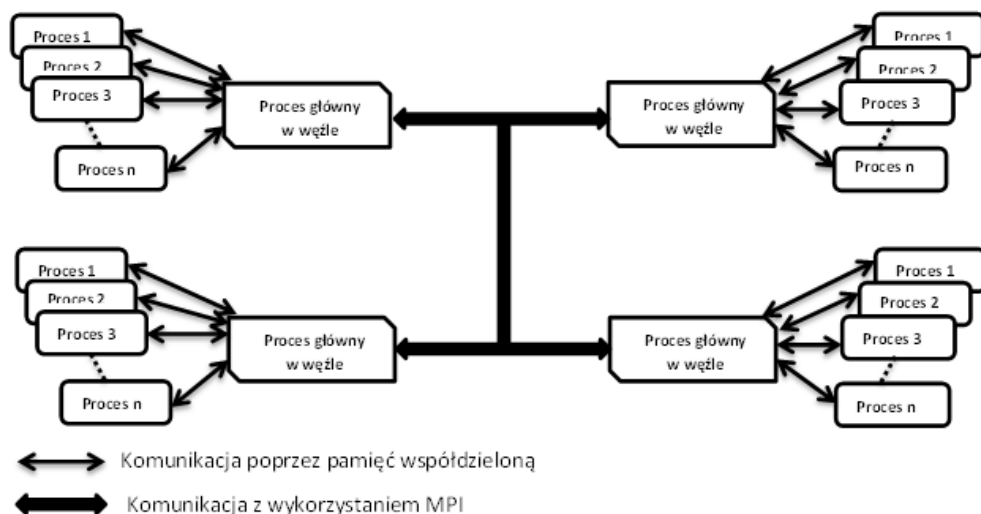 Proces 1
Proces 2
Proces 3
Proces n
Proces główny
w węźle
Proces główny
w węźle
Proces 1
Proces 2
Proces 3
Proces n
Proces 1
Proces 2
Proces 3
Proces n
Proces główny
w węźle
Proces główny
w węźle
Proces 1
Proces 2
Proces 3
Proces n
Komunikacja poprzez pamięć współdzieloną
Komunikacja z wykorzystaniem MPI